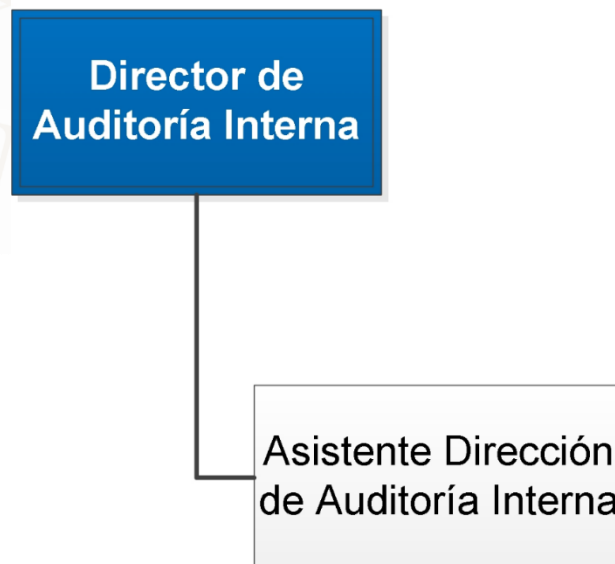 Director de
Auditoría Interna
Asistente Dirección
de Auditoría Interna